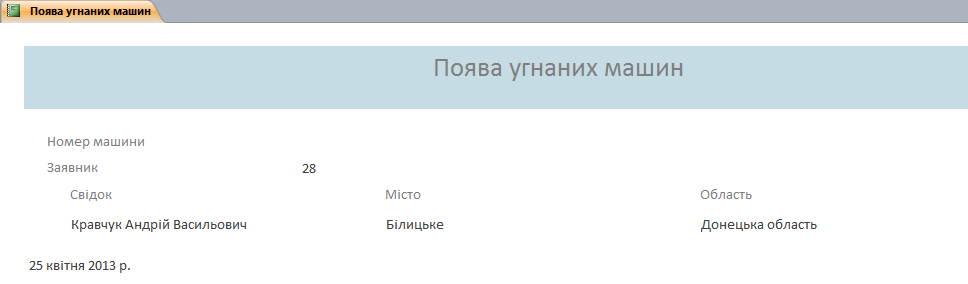 Поява угнаних машин
Поява угнаних машин
Номер машини
Заявник 28
Свідок Місто Область
Кравчук Андрій Васильович Білицьке Донецька область
25 квітня 2013 р.